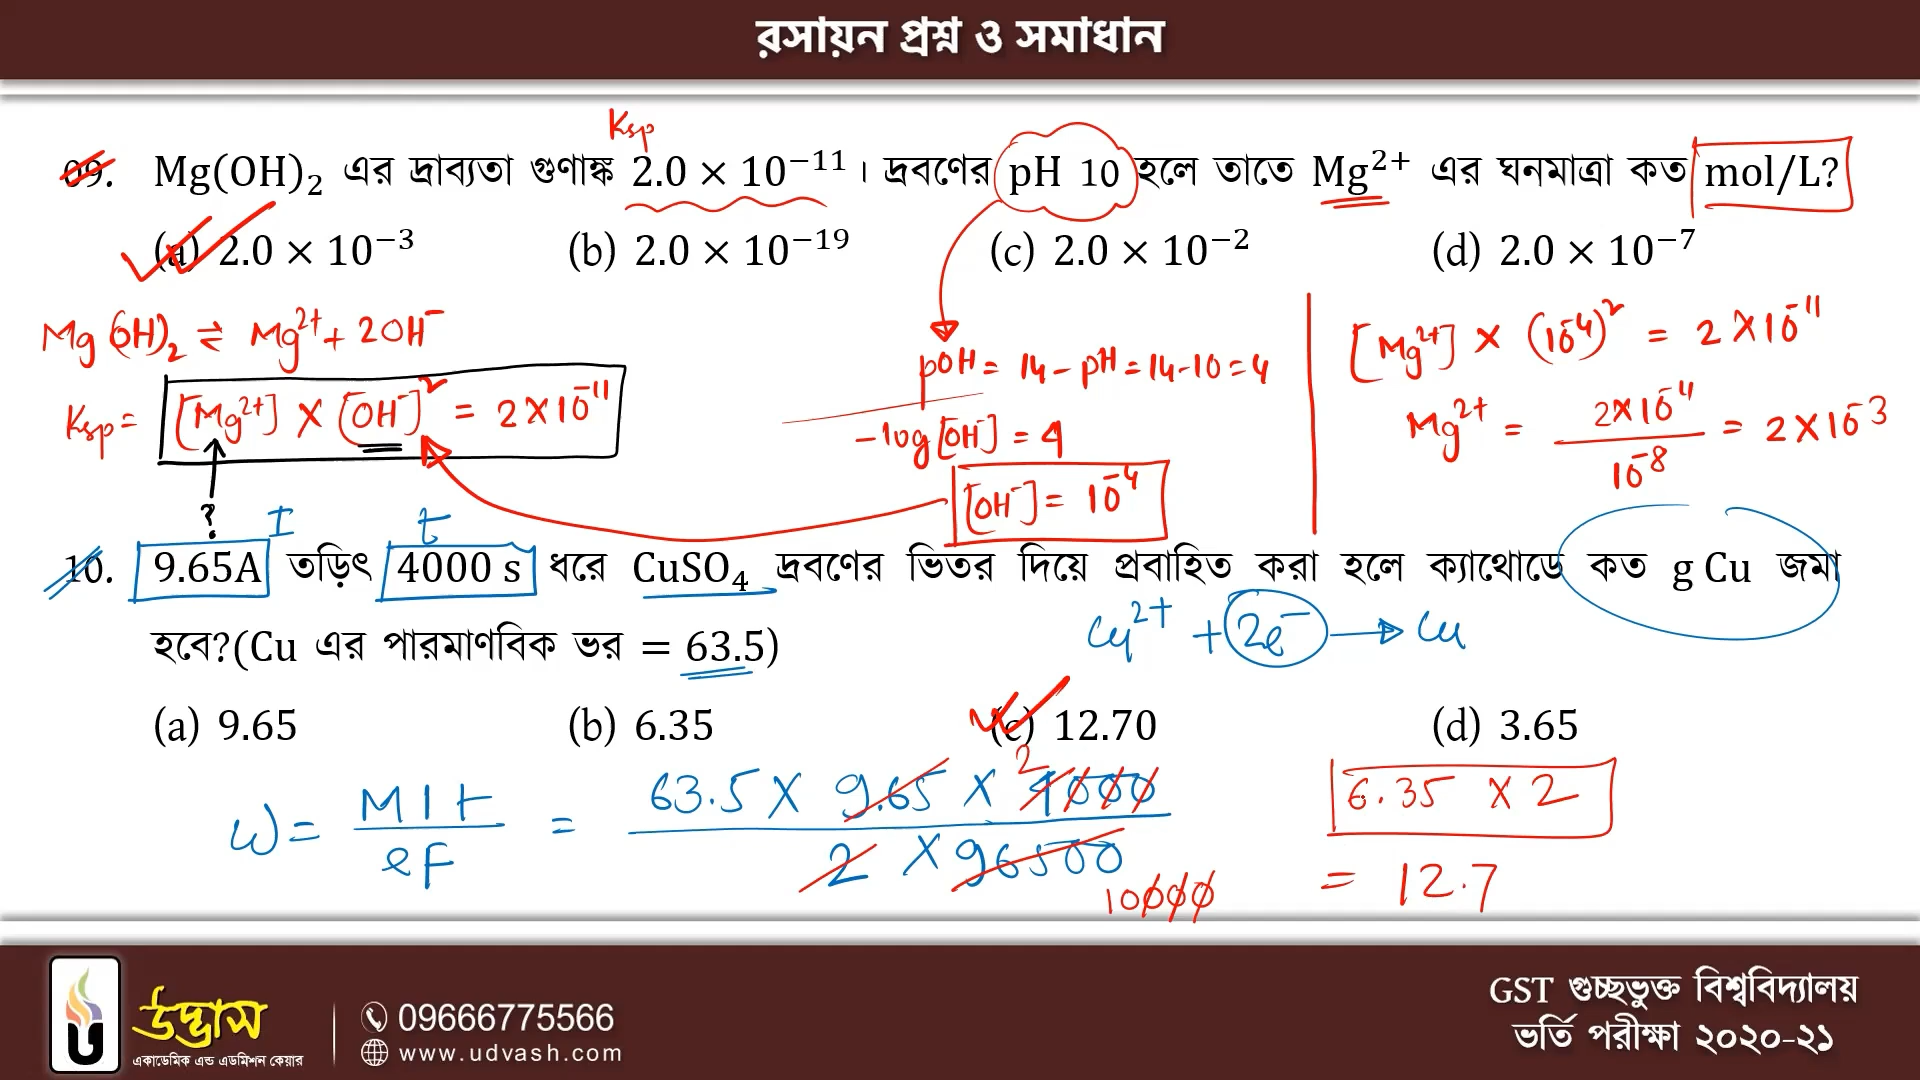 রসায়ন প্রশ্ন ও সমাধান
Ksp
09. Mg(OH)₂ এর দ্রাব্যতা গুণাঙ্ক 2.0 × 10⁻¹¹। দ্রবণের pH 10 হলে তাতে Mg²⁺ এর ঘনমাত্রা কত mol/L?
(a) 2.0 × 10⁻³ (b) 2.0 × 10⁻¹⁹ (c) 2.0 × 10⁻² (d) 2.0 × 10⁻⁷
Mg(OH)₂ ⇌ Mg²⁺ + 2OH⁻
Ksp = [Mg²⁺] × [OH⁻]² = 2×10⁻¹¹
?
pOH = 14 - pH = 14-10 = 4
-log[OH⁻] = 4
[OH⁻] = 10⁻⁴
[Mg²⁺] × (10⁻⁴)² = 2×10⁻¹¹
Mg²⁺ = 2×10⁻¹¹ / 10⁻⁸ = 2×10⁻³
I t
10. 9.65A তড়িৎ 4000 s ধরে CuSO₄ দ্রবণের ভিতর দিয়ে প্রবাহিত করা হলে ক্যাথোডে কত g Cu জমা
হবে?(Cu এর পারমাণবিক ভর = 63.5)
Cu²⁺ + 2e⁻ → Cu
(a) 9.65 (b) 6.35 (c) 12.70 (d) 3.65
W = MIt / eF = 63.5 × 9.65 × 4000 / 2 × 96500
2
10000
6.35 × 2
= 12.7
উদ্ভাস
একাডেমিক এন্ড এডমিশন কেয়ার
09666775566
www.udvash.com
GST গুচ্ছভুক্ত বিশ্ববিদ্যালয়
ভর্তি পরীক্ষা ২০২০-২১